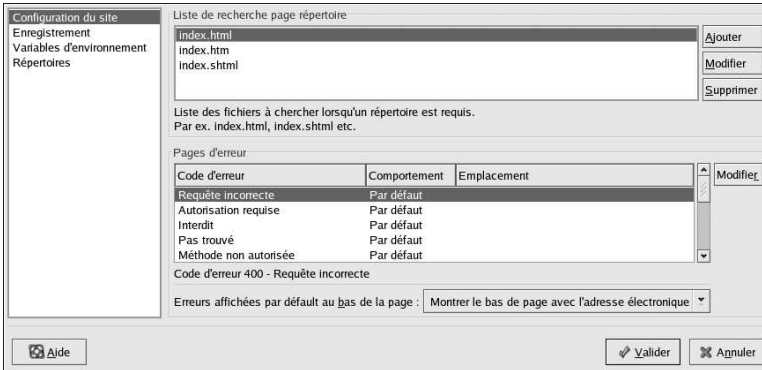 Configuration du site
Enregistrement
Variables d'environnement
Répertoires
Liste de recherche page répertoire
index.html
index.htm
index.shtml
Ajouter
Modifier
Supprimer
Liste des fichiers à chercher lorsqu'un répertoire est requis.
Par ex. index.html, index.shtml etc.
Pages d'erreur
Code d'erreur Comportement Emplacement
Requête incorrecte Par défaut
Autorisation requise Par défaut
Interdit Par défaut
Pas trouvé Par défaut
Méthode non autorisée Par défaut
Modifier
Code d'erreur 400 - Requête incorrecte
Erreurs affichées par défault au bas de la page : Montrer le bas de page avec l'adresse électronique
Aide Valider Annuler